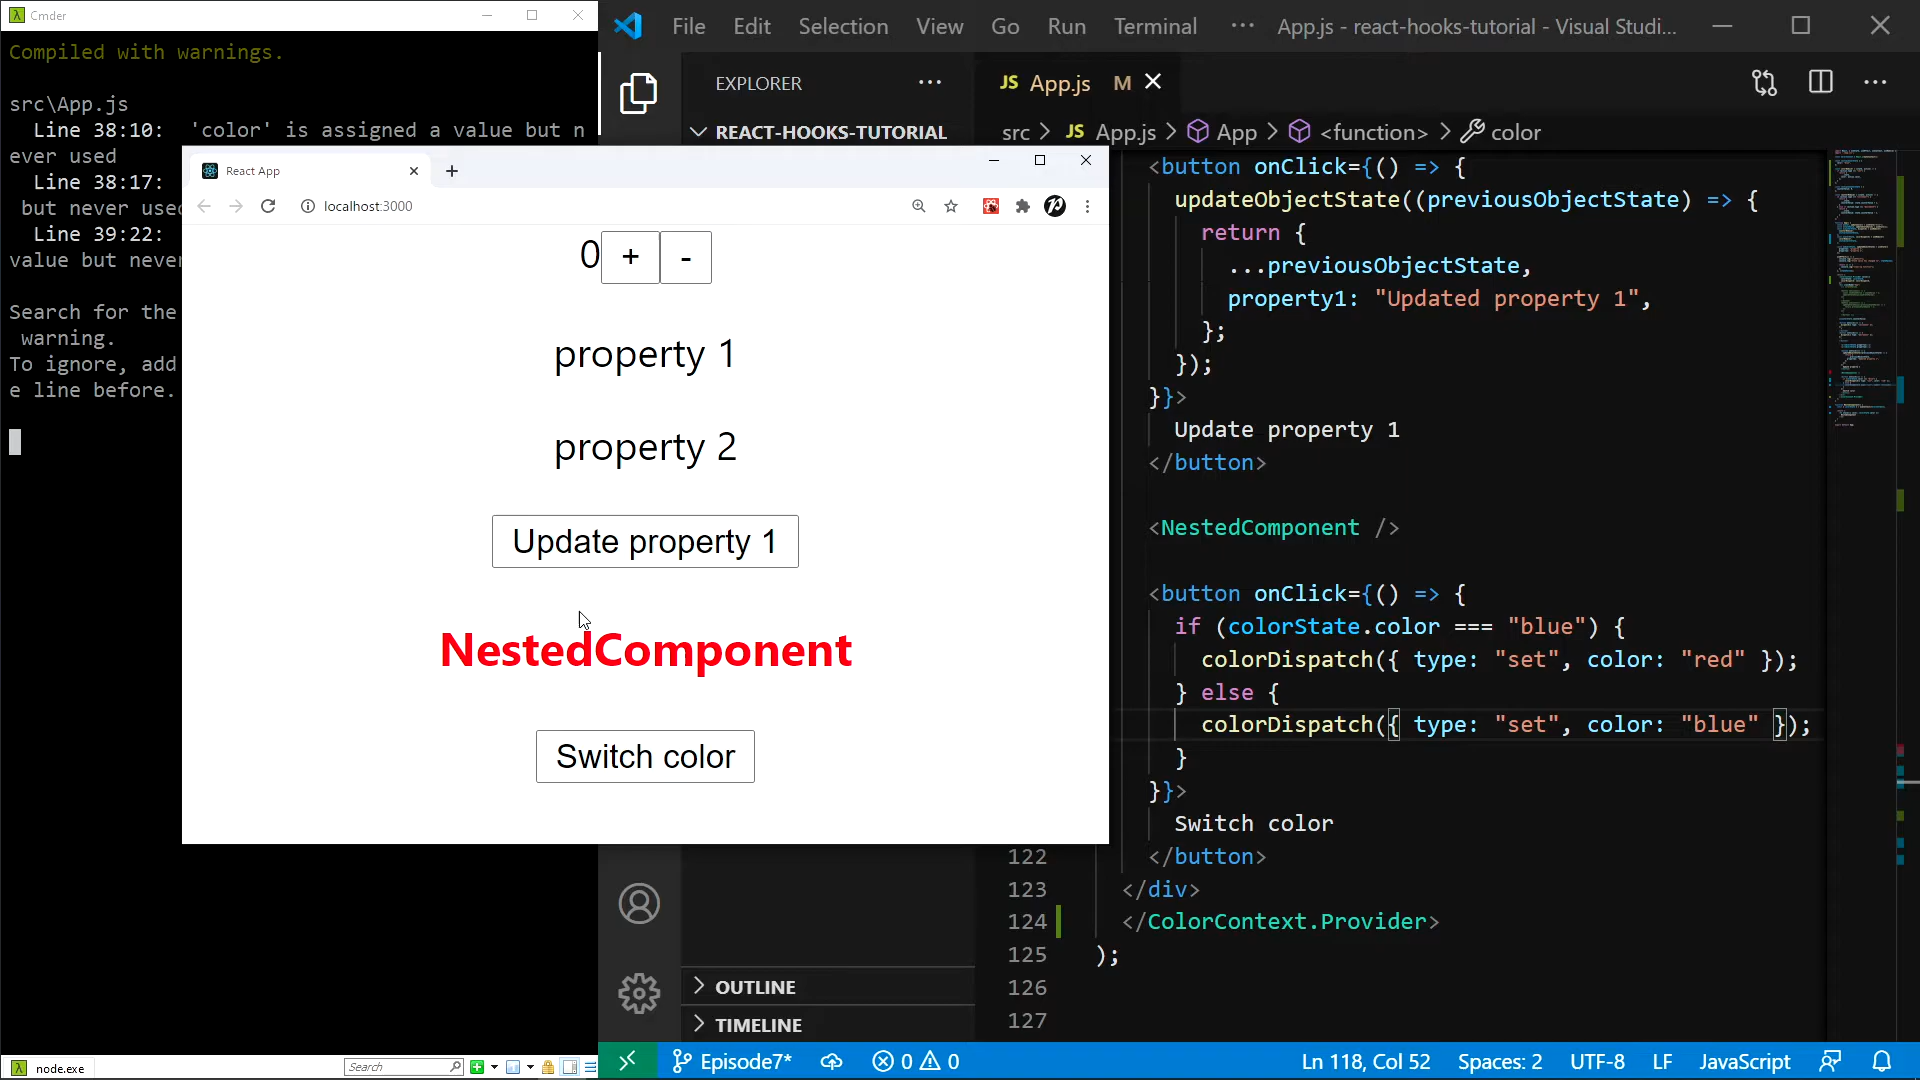 Cmder
Compiled with warnings.
src\App.js
Line 38:10:  'color' is assigned a value but n
ever used
Line 38:17:
but never used
Line 39:22:
value but never
Search for the
warning.
To ignore, add
e line before.
node.exe
Search
React App
localhost:3000
0 + -
property 1
property 2
Update property 1
NestedComponent
Switch color
File Edit Selection View Go Run Terminal ··· App.js - react-hooks-tutorial - Visual Studi...
EXPLORER
REACT-HOOKS-TUTORIAL
OUTLINE
TIMELINE
JS App.js M
src > JS App.js > App > <function> > color
<button onClick={() => {
updateObjectState((previousObjectState) => {
return {
...previousObjectState,
property1: "Updated property 1",
};
});
}}>
Update property 1
</button>
<NestedComponent />
<button onClick={() => {
if (colorState.color === "blue") {
colorDispatch({ type: "set", color: "red" });
} else {
colorDispatch({ type: "set", color: "blue" });
}
}}>
Switch color
122 </button>
123 </div>
124 </ColorContext.Provider>
125 );
126
127
Episode7* 0 0 Ln 118, Col 52 Spaces: 2 UTF-8 LF JavaScript